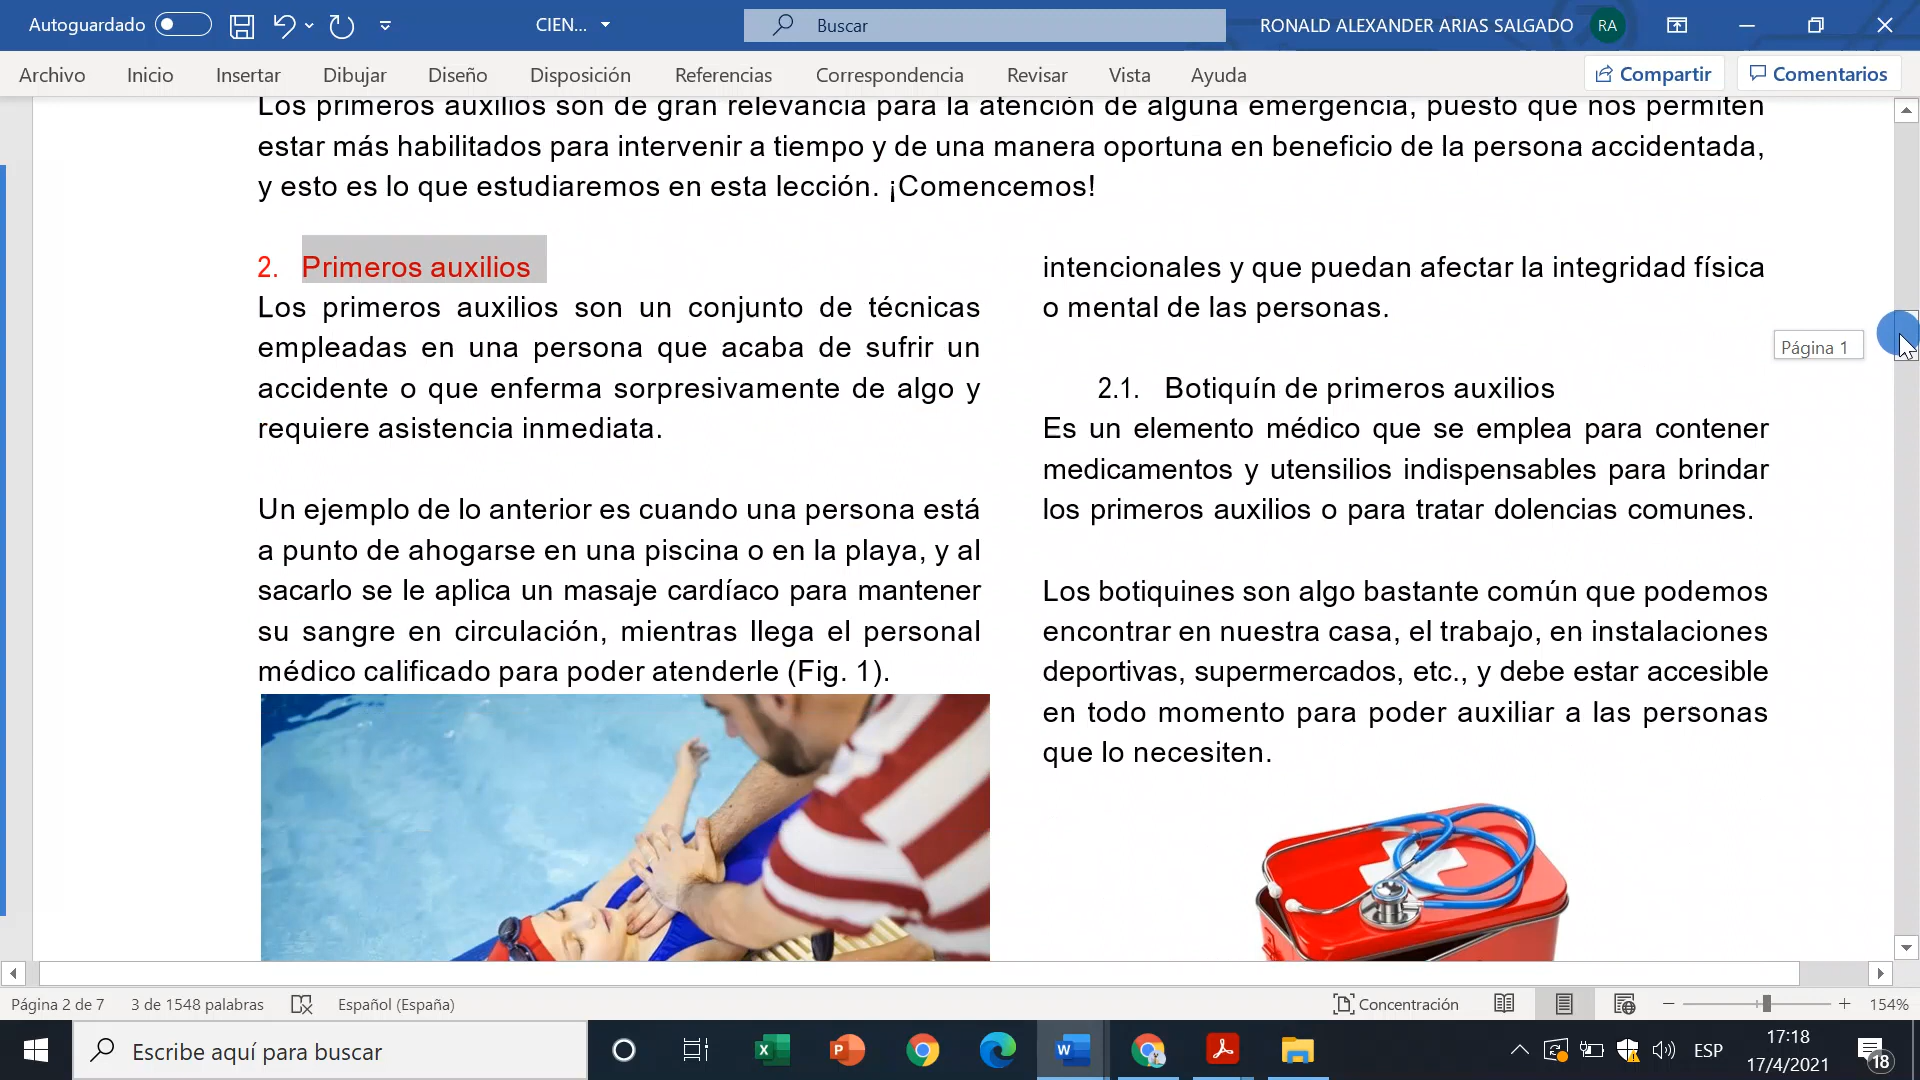 Autoguardado
CIEN...
Buscar
RONALD ALEXANDER ARIAS SALGADO
RA
Archivo
Inicio
Insertar
Dibujar
Diseño
Disposición
Referencias
Correspondencia
Revisar
Vista
Ayuda
Compartir
Comentarios
Los primeros auxilios son de gran relevancia para la atención de alguna emergencia, puesto que nos permiten
estar más habilitados para intervenir a tiempo y de una manera oportuna en beneficio de la persona accidentada,
y esto es lo que estudiaremos en esta lección. ¡Comencemos!
2. Primeros auxilios
Los primeros auxilios son un conjunto de técnicas
empleadas en una persona que acaba de sufrir un
accidente o que enferma sorpresivamente de algo y
requiere asistencia inmediata.
Un ejemplo de lo anterior es cuando una persona está
a punto de ahogarse en una piscina o en la playa, y al
sacarlo se le aplica un masaje cardíaco para mantener
su sangre en circulación, mientras llega el personal
médico calificado para poder atenderle (Fig. 1).
intencionales y que puedan afectar la integridad física
o mental de las personas.
2.1. Botiquín de primeros auxilios
Es un elemento médico que se emplea para contener
medicamentos y utensilios indispensables para brindar
los primeros auxilios o para tratar dolencias comunes.
Los botiquines son algo bastante común que podemos
encontrar en nuestra casa, el trabajo, en instalaciones
deportivas, supermercados, etc., y debe estar accesible
en todo momento para poder auxiliar a las personas
que lo necesiten.
Página 1
Página 2 de 7
3 de 1548 palabras
Español (España)
Concentración
154%
Escribe aquí para buscar
ESP
17:18
17/4/2021
18